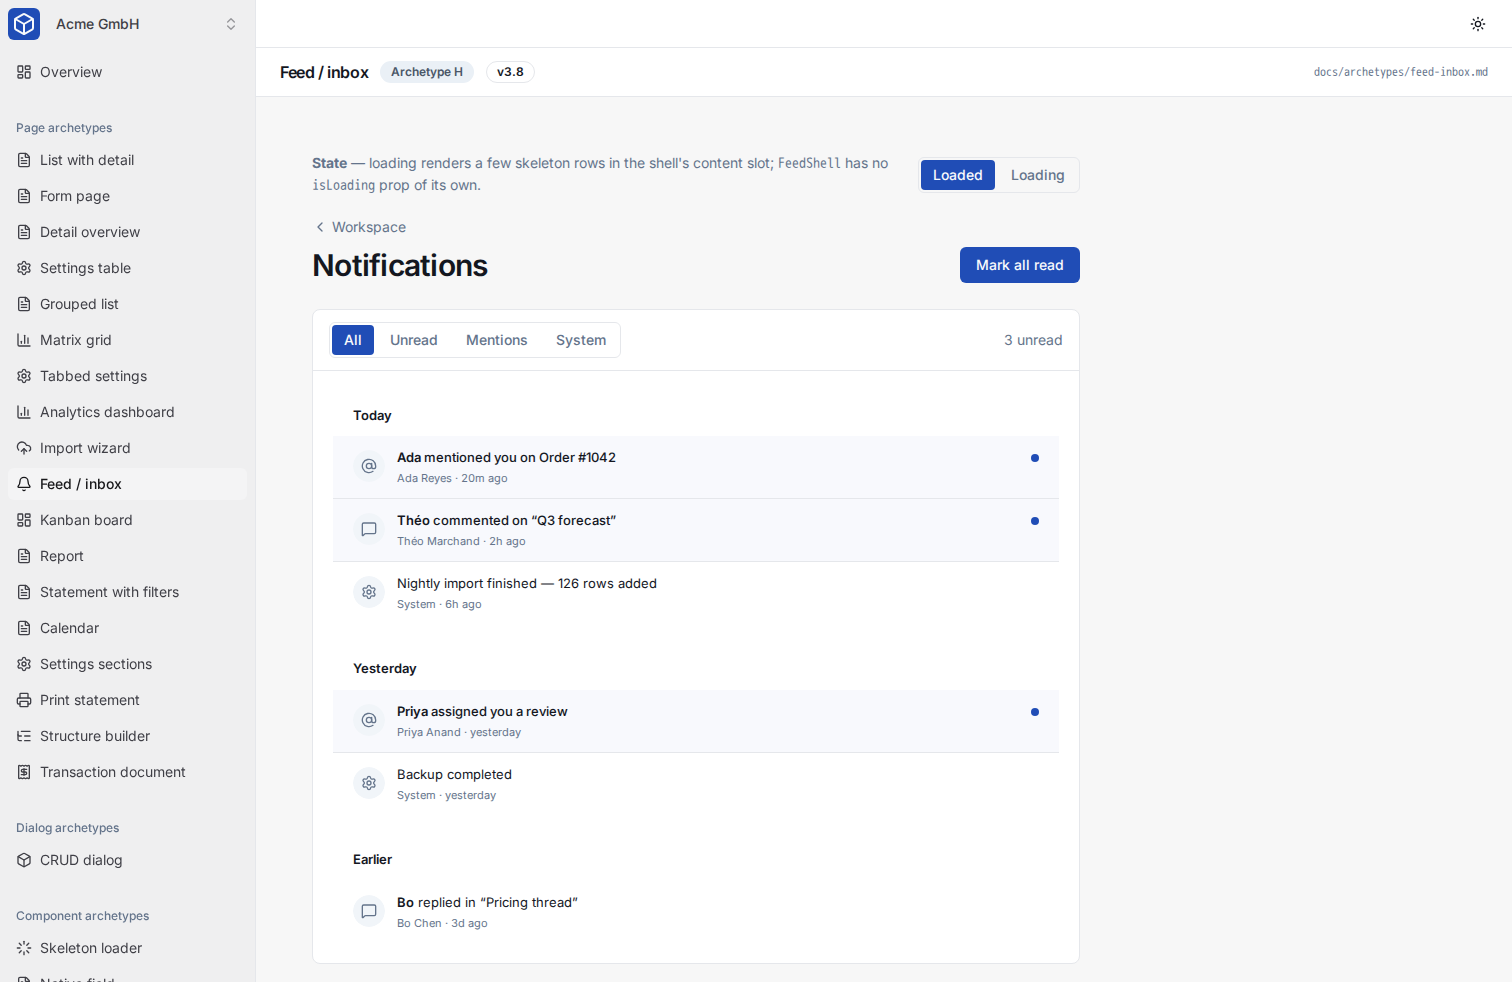 Acme GmbH
Overview
Page archetypes
List with detail
Form page
Detail overview
Settings table
Grouped list
Matrix grid
Tabbed settings
Analytics dashboard
Import wizard
Feed / inbox
Kanban board
Report
Statement with filters
Calendar
Settings sections
Print statement
Structure builder
Transaction document
Dialog archetypes
CRUD dialog
Component archetypes
Skeleton loader
Native field
Feed / inbox
Archetype H
v3.8
docs/archetypes/feed-inbox.md
State — loading renders a few skeleton rows in the shell's content slot; FeedShell has no
isLoading prop of its own.
Loaded
Loading
Workspace
Notifications
Mark all read
All
Unread
Mentions
System
3 unread
Today
Ada mentioned you on Order #1042
Ada Reyes · 20m ago
Théo commented on “Q3 forecast”
Théo Marchand · 2h ago
Nightly import finished — 126 rows added
System · 6h ago
Yesterday
Priya assigned you a review
Priya Anand · yesterday
Backup completed
System · yesterday
Earlier
Bo replied in “Pricing thread”
Bo Chen · 3d ago